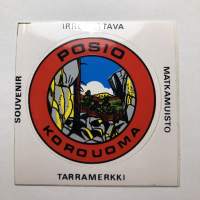 SOUVENIR
POSIO
KOROUOMA
MATKAMUISTO
TARRAMERKKI